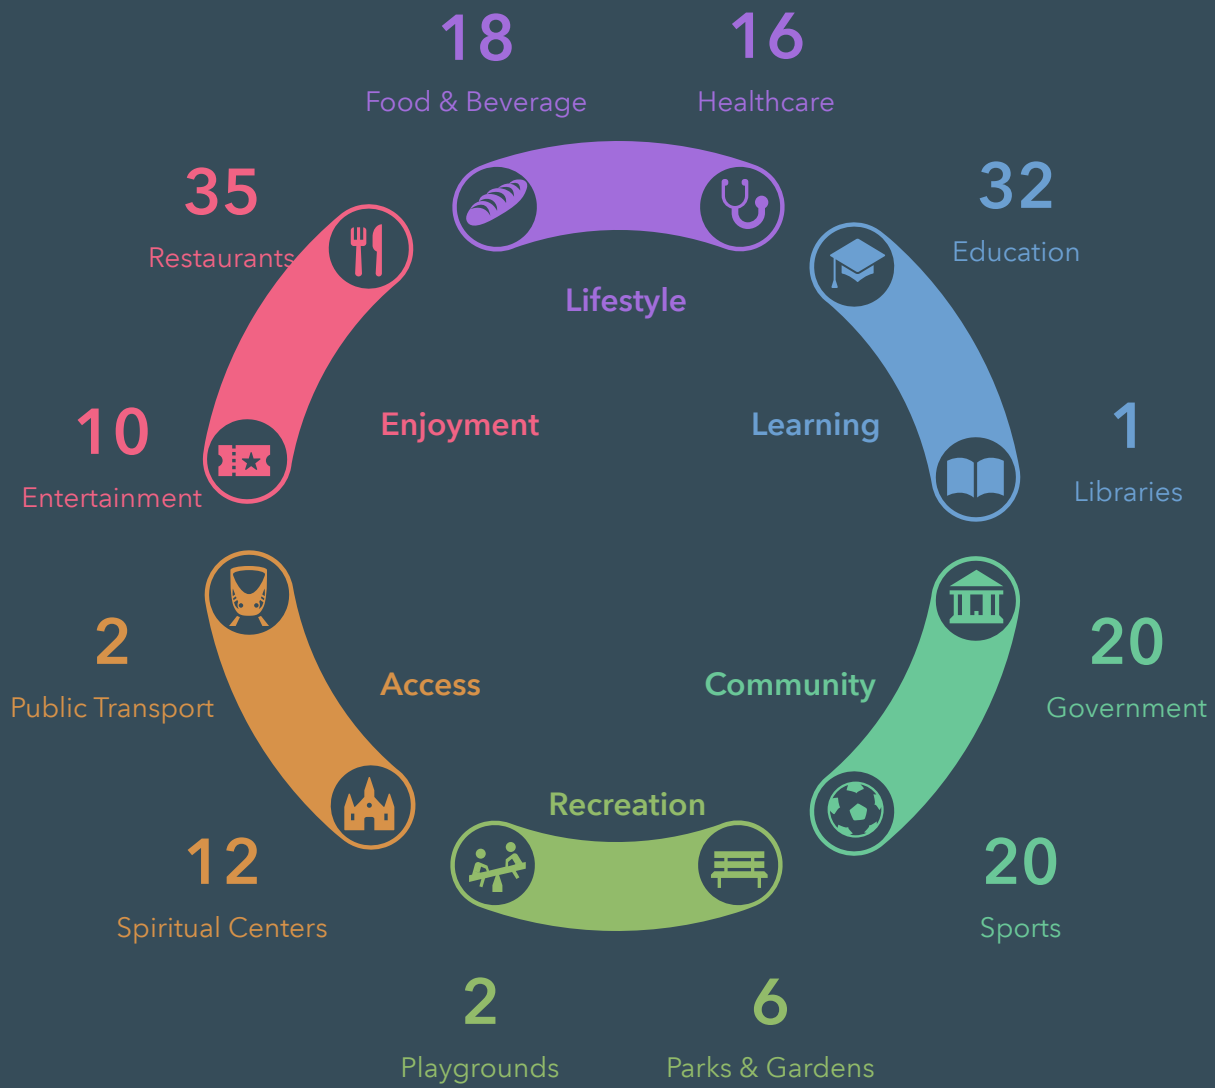 18
Food & Beverage
16
Healthcare
35
Restaurants
32
Education
Lifestyle
10
Entertainment
Enjoyment
Learning
1
Libraries
2
Public Transport
Access
Community
20
Government
12
Spiritual Centers
Recreation
20
Sports
2
Playgrounds
6
Parks & Gardens